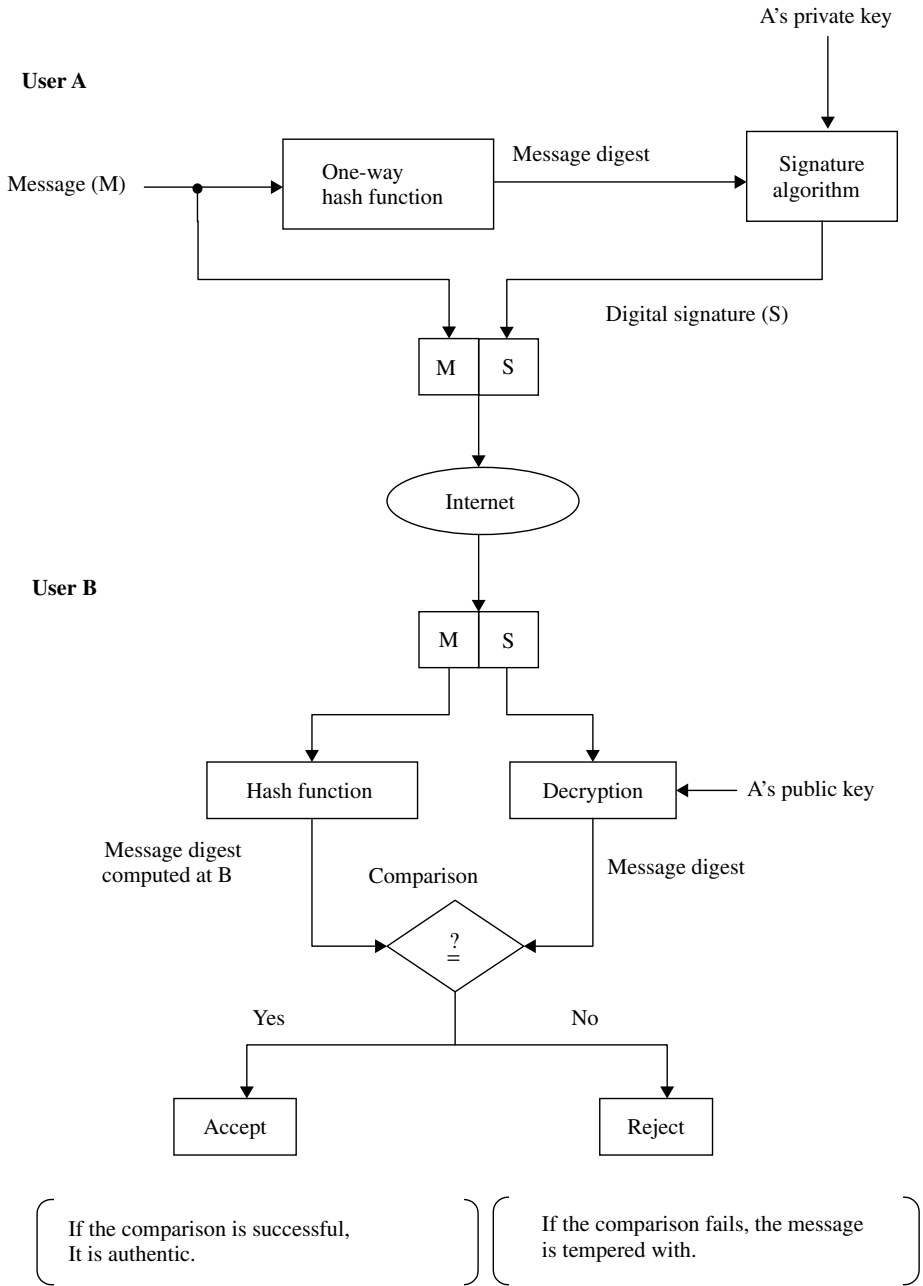 A's private key
User A
Message (M)
One-way
hash function
Message digest
Signature
algorithm
Digital signature (S)
M
S
Internet
User B
M
S
Hash function
Decryption
A's public key
Message digest
computed at B
Comparison
Message digest
?
=
Yes
No
Accept
Reject
If the comparison is successful,
It is authentic.
If the comparison fails, the message
is tempered with.